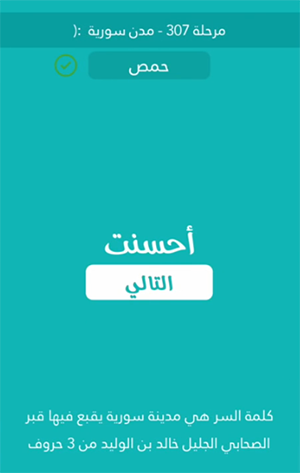 مرحلة 307 - مدن سورية :(
حمص
أحسنت
التالي
كلمة السر هي مدينة سورية يقبع فيها قبر
الصحابي الجليل خالد بن الوليد من 3 حروف